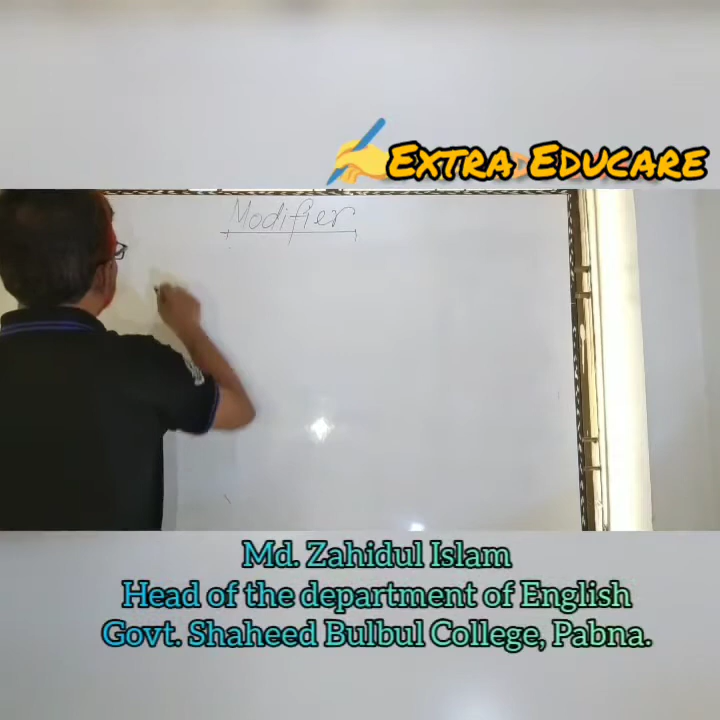 EXTRA EDUCARE
Modifier
Md. Zahidul Islam
Head of the department of English
Govt. Shaheed Bulbul College, Pabna.